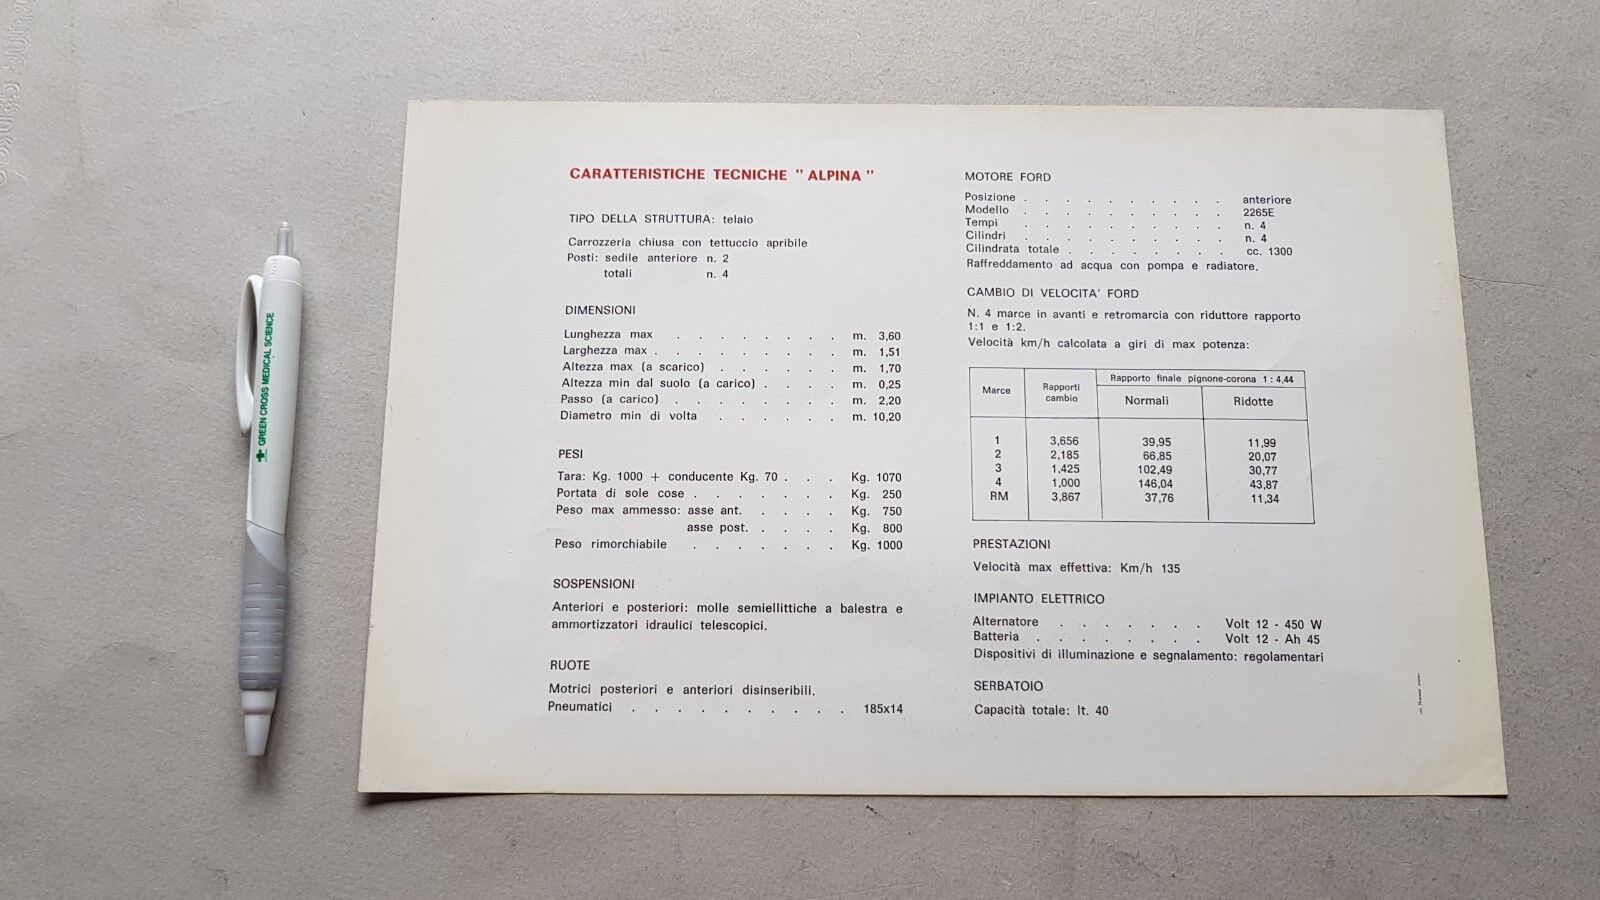 GREEN CROSS MEDICAL SCIENCE
CARATTERISTICHE TECNICHE " ALPINA "
TIPO DELLA STRUTTURA: telaio
Carrozzeria chiusa con tettuccio apribile
Posti: sedile anteriore n. 2
totali n. 4
DIMENSIONI
Lunghezza max . . . . . . . . m. 3,60
Larghezza max . . . . . . . . . m. 1,51
Altezza max (a scarico) . . . . . . m. 1,70
Altezza min dal suolo (a carico) . . . . m. 0,25
Passo (a carico) . . . . . . . . m. 2,20
Diametro min di volta . . . . . . m. 10,20
PESI
Tara: Kg. 1000 + conducente Kg. 70 . . . Kg. 1070
Portata di sole cose . . . . . . . Kg. 250
Peso max ammesso: asse ant. . . . . Kg. 750
asse post. . . . . Kg. 800
Peso rimorchiabile . . . . . . . Kg. 1000
SOSPENSIONI
Anteriori e posteriori: molle semiellittiche a balestra e
ammortizzatori idraulici telescopici.
RUOTE
Motrici posteriori e anteriori disinseribili.
Pneumatici . . . . . . . . . . 185x14
MOTORE FORD
Posizione . . . . . . . . . . anteriore
Modello . . . . . . . . . . 2265E
Tempi . . . . . . . . . . n. 4
Cilindri . . . . . . . . . . n. 4
Cilindrata totale . . . . . . . . cc. 1300
Raffreddamento ad acqua con pompa e radiatore.
CAMBIO DI VELOCITA' FORD
N. 4 marce in avanti e retromarcia con riduttore rapporto
1:1 e 1:2.
Velocità km/h calcolata a giri di max potenza:
Marce Rapporti cambio Rapporto finale pignone-corona 1 : 4,44
Normali Ridotte
1 3,656 39,95 11,99
2 2,185 66,85 20,07
3 1,425 102,49 30,77
4 1,000 146,04 43,87
RM 3,867 37,76 11,34
PRESTAZIONI
Velocità max effettiva: Km/h 135
IMPIANTO ELETTRICO
Alternatore . . . . . . . Volt 12 - 450 W
Batteria . . . . . . . . Volt 12 - Ah 45
Dispositivi di illuminazione e segnalamento: regolamentari
SERBATOIO
Capacità totale: lt. 40